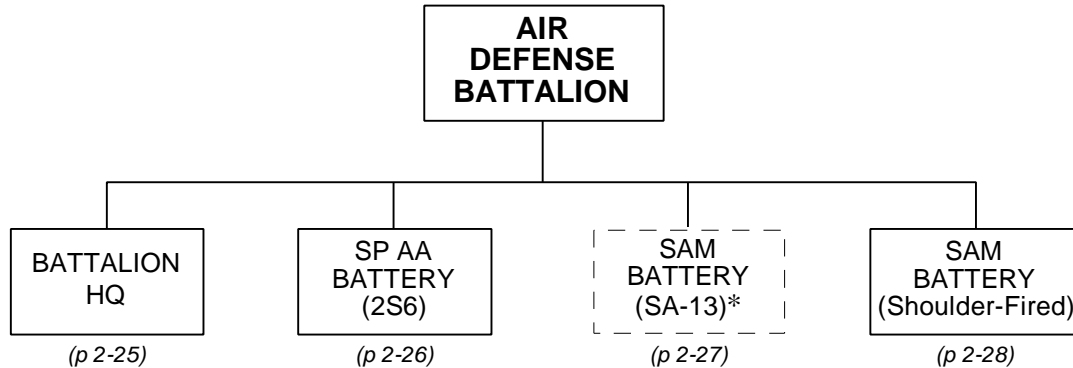 AIR
DEFENSE
BATTALION
BATTALION
HQ
(p 2-25)
SP AA
BATTERY
(2S6)
(p 2-26)
SAM
BATTERY
(SA-13)*
(p 2-27)
SAM
BATTERY
(Shoulder-Fired)
(p 2-28)